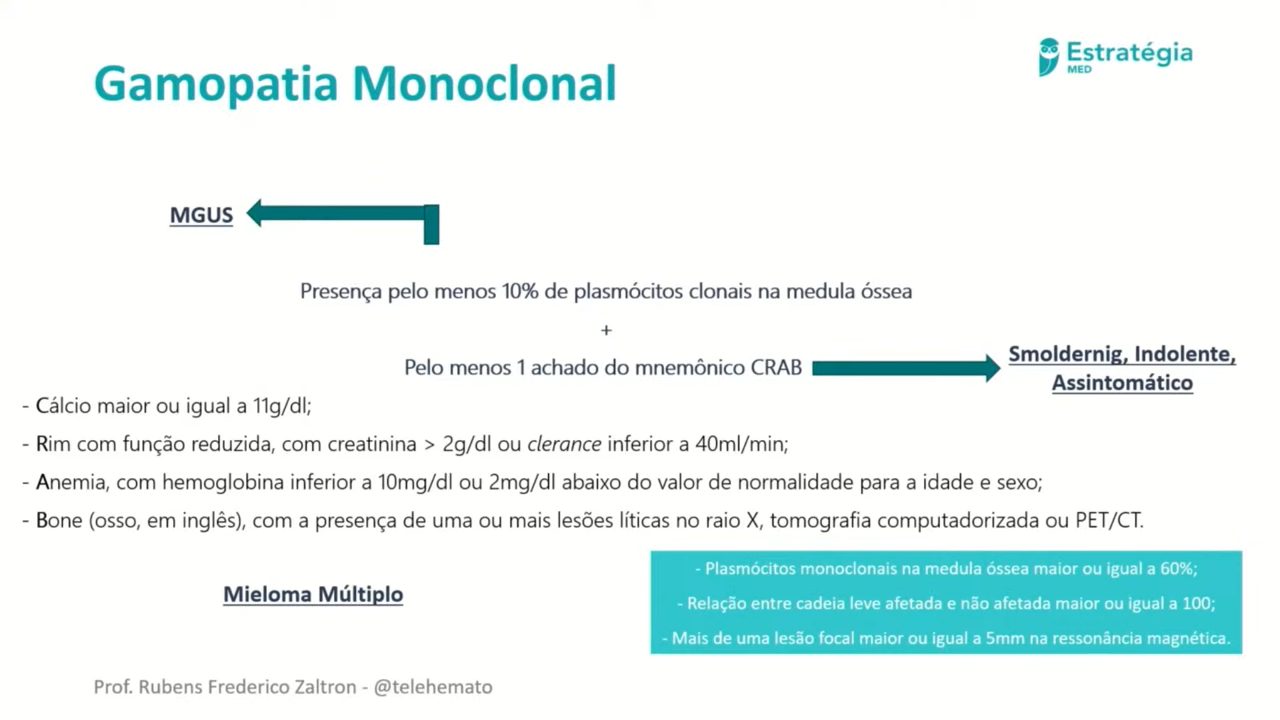 Estratégia
MED
Gamopatia Monoclonal
MGUS
Presença pelo menos 10% de plasmócitos clonais na medula óssea
+
Pelo menos 1 achado do mnemônico CRAB
Smoldernig, Indolente,
Assintomático
- Cálcio maior ou igual a 11g/dl;
- Rim com função reduzida, com creatinina > 2g/dl ou clerance inferior a 40ml/min;
- Anemia, com hemoglobina inferior a 10mg/dl ou 2mg/dl abaixo do valor de normalidade para a idade e sexo;
- Bone (osso, em inglês), com a presença de uma ou mais lesões líticas no raio X, tomografia computadorizada ou PET/CT.
Mieloma Múltiplo
- Plasmócitos monoclonais na medula óssea maior ou igual a 60%;
- Relação entre cadeia leve afetada e não afetada maior ou igual a 100;
- Mais de uma lesão focal maior ou igual a 5mm na ressonância magnética.
Prof. Rubens Frederico Zaltron - @telehemato